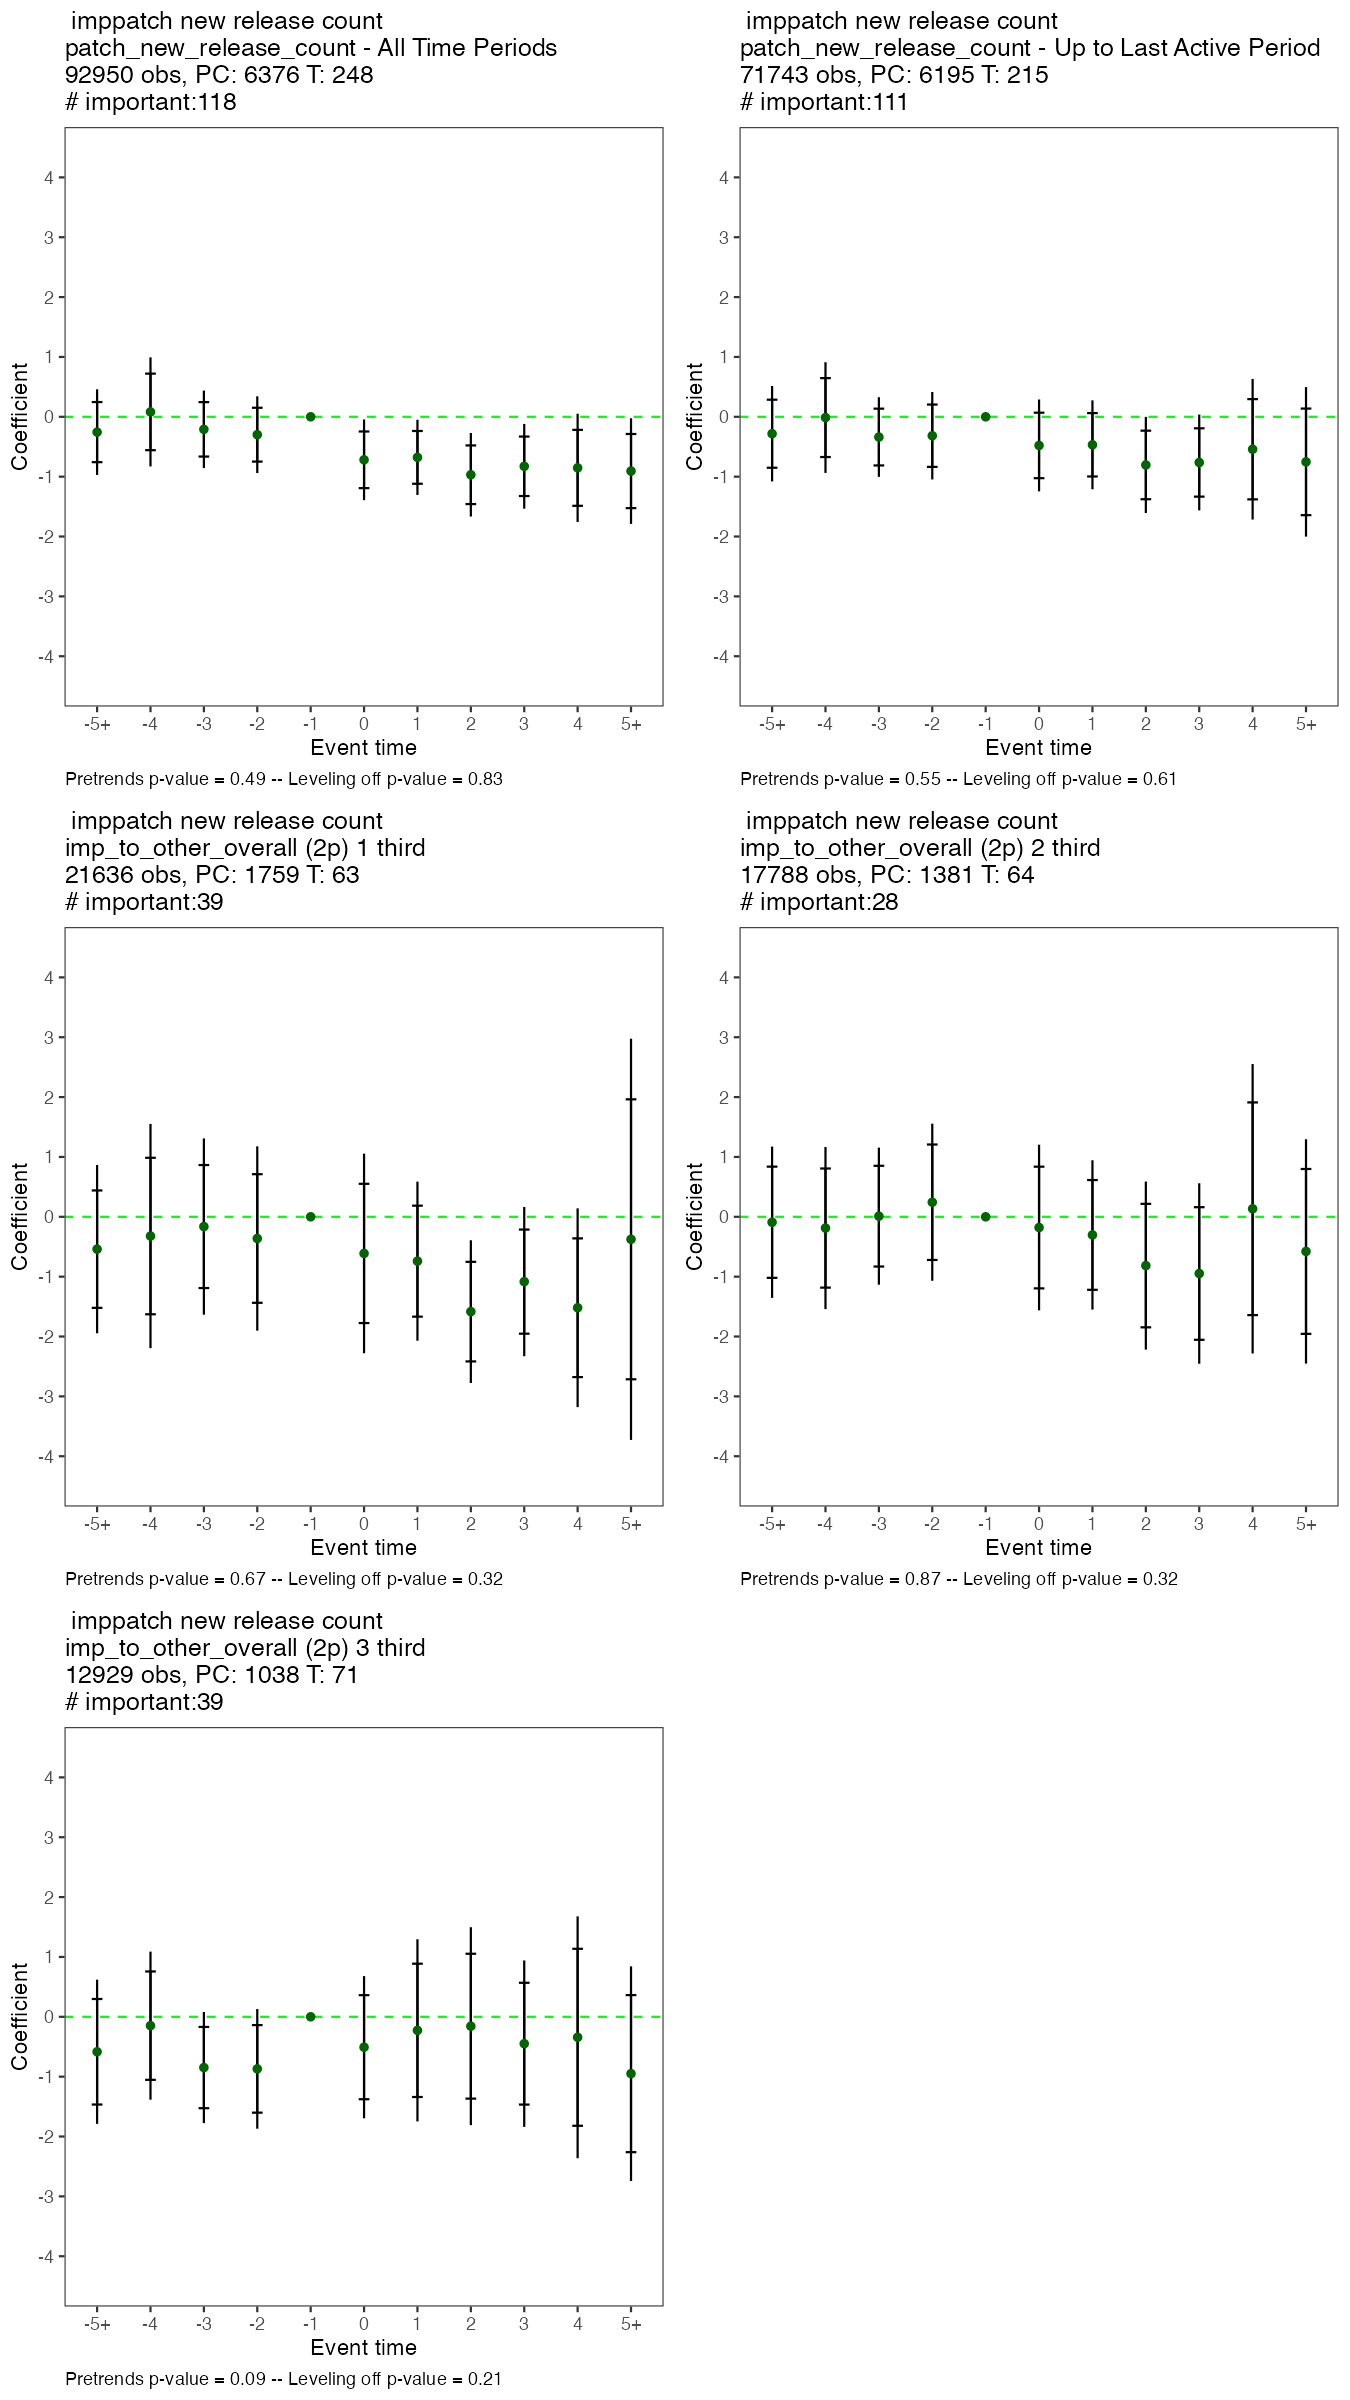 imppatch new release count
patch_new_release_count - All Time Periods
92950 obs, PC: 6376 T: 248
# important:118
4
3
2
1
0
-1
-2
-3
-4
Coefficient
-5+ -4 -3 -2 -1 0 1 2 3 4 5+
Event time
Pretrends p-value = 0.49 -- Leveling off p-value = 0.83
imppatch new release count
patch_new_release_count - Up to Last Active Period
71743 obs, PC: 6195 T: 215
# important:111
4
3
2
1
0
-1
-2
-3
-4
Coefficient
-5+ -4 -3 -2 -1 0 1 2 3 4 5+
Event time
Pretrends p-value = 0.55 -- Leveling off p-value = 0.61
imppatch new release count
imp_to_other_overall (2p) 1 third
21636 obs, PC: 1759 T: 63
# important:39
4
3
2
1
0
-1
-2
-3
-4
Coefficient
-5+ -4 -3 -2 -1 0 1 2 3 4 5+
Event time
Pretrends p-value = 0.67 -- Leveling off p-value = 0.32
imppatch new release count
imp_to_other_overall (2p) 2 third
17788 obs, PC: 1381 T: 64
# important:28
4
3
2
1
0
-1
-2
-3
-4
Coefficient
-5+ -4 -3 -2 -1 0 1 2 3 4 5+
Event time
Pretrends p-value = 0.87 -- Leveling off p-value = 0.32
imppatch new release count
imp_to_other_overall (2p) 3 third
12929 obs, PC: 1038 T: 71
# important:39
4
3
2
1
0
-1
-2
-3
-4
Coefficient
-5+ -4 -3 -2 -1 0 1 2 3 4 5+
Event time
Pretrends p-value = 0.09 -- Leveling off p-value = 0.21